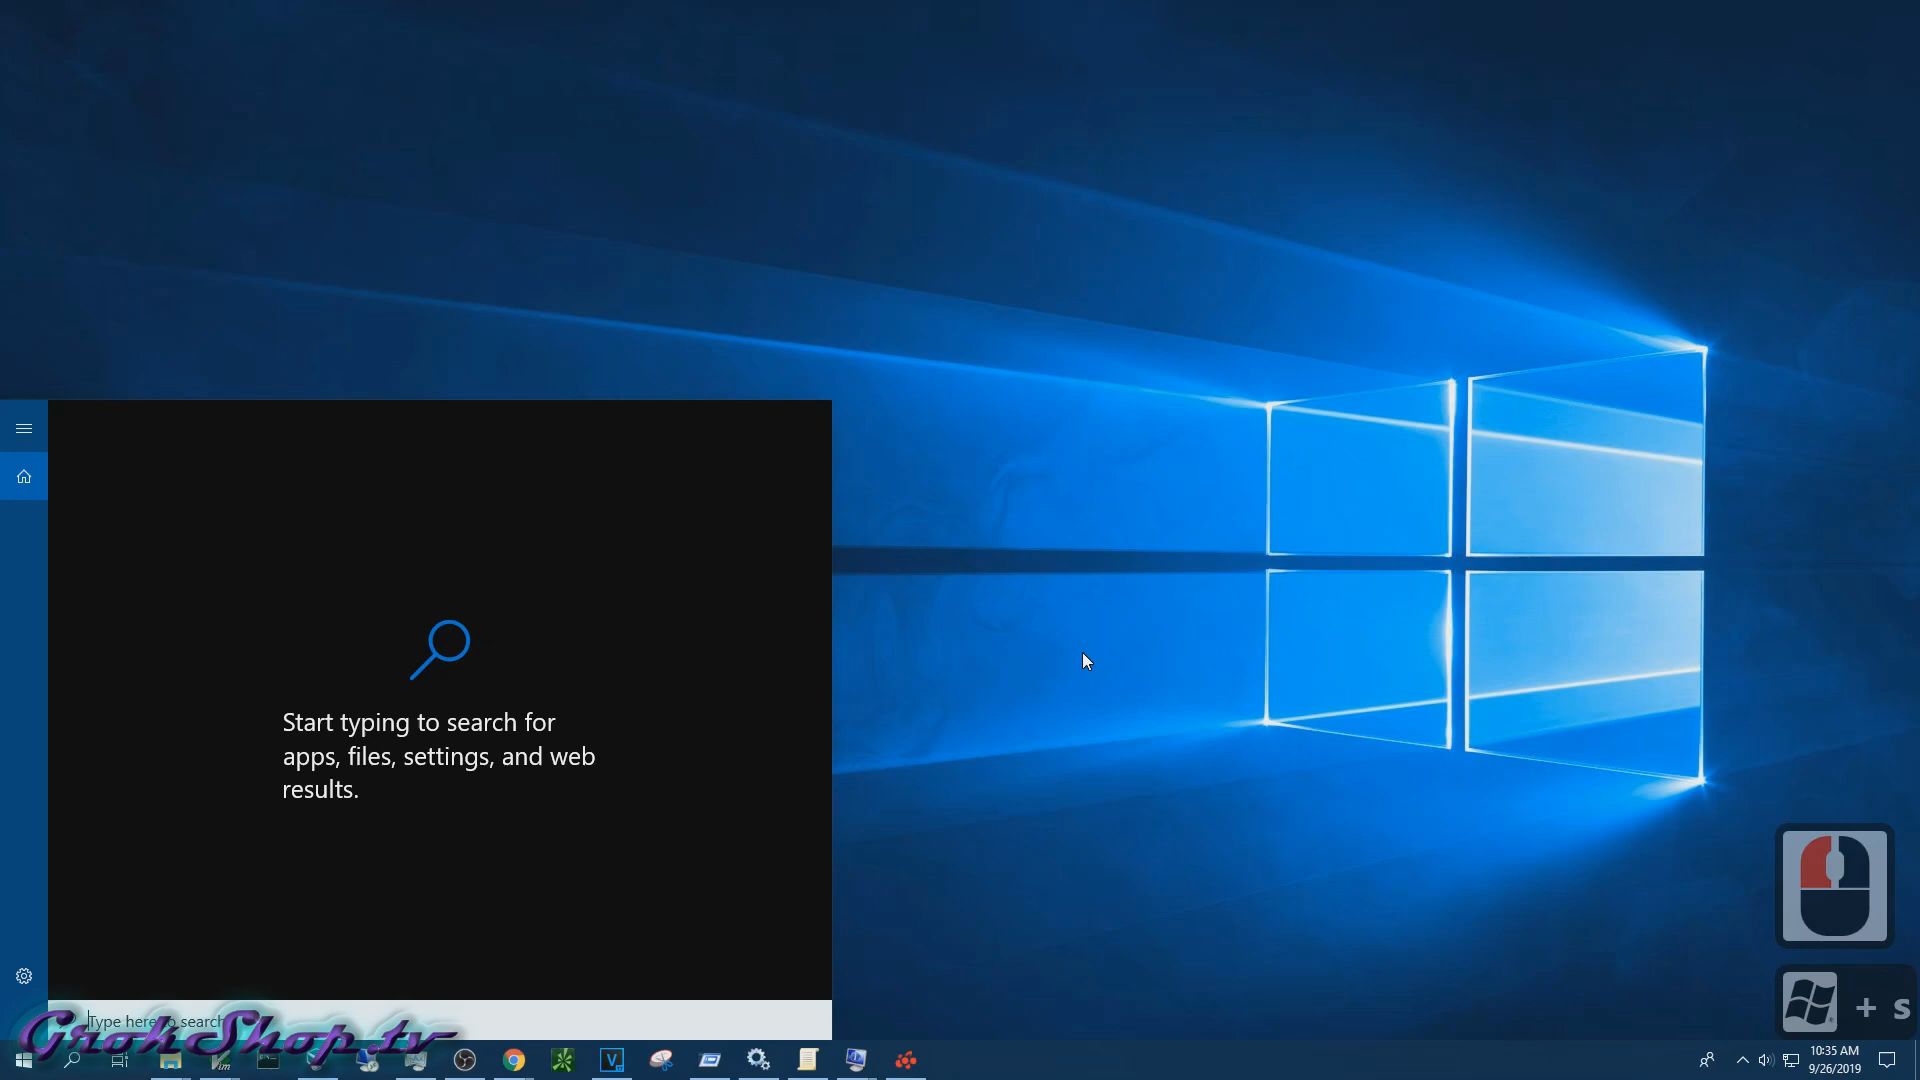 Start typing to search for
apps, files, settings, and web
results.
Type here to search
GrokShop.tv
Vim
V
10:35 AM
9/26/2019
+ s